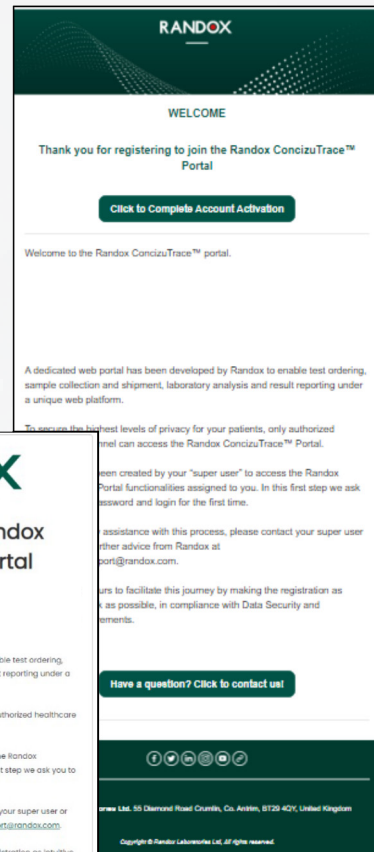 RANDOX
WELCOME
Thank you for registering to join the Randox ConcizuTrace™
Portal
Click to Complete Account Activation
Welcome to the Randox ConcizuTrace™ portal.
A dedicated web portal has been developed by Randox to enable test ordering,
sample collection and shipment, laboratory analysis and result reporting under
a unique web platform.
To secure the highest levels of privacy for your patients, only authorized
nnel can access the Randox ConcizuTrace™ Portal.
een created by your "super user" to access the Randox
Portal functionalities assigned to you. In this first step we ask
assword and login for the first time.
assistance with this process, please contact your super user
rther advice from Randox at
port@randox.com.
urs to facilitate this journey by making the registration as
k as possible, in compliance with Data Security and
ements.
Have a question? Click to contact us!
Ltd. 55 Diamond Road Crumlin, Co. Antrim, BT29 4QY, United Kingdom
Copyright © Randox Laboratories Ltd, All rights reserved.
X
ndox
rtal
ble test ordering,
t reporting under a
thorized healthcare
he Randox
t step we ask you to
your super user or
rt@randox.com.